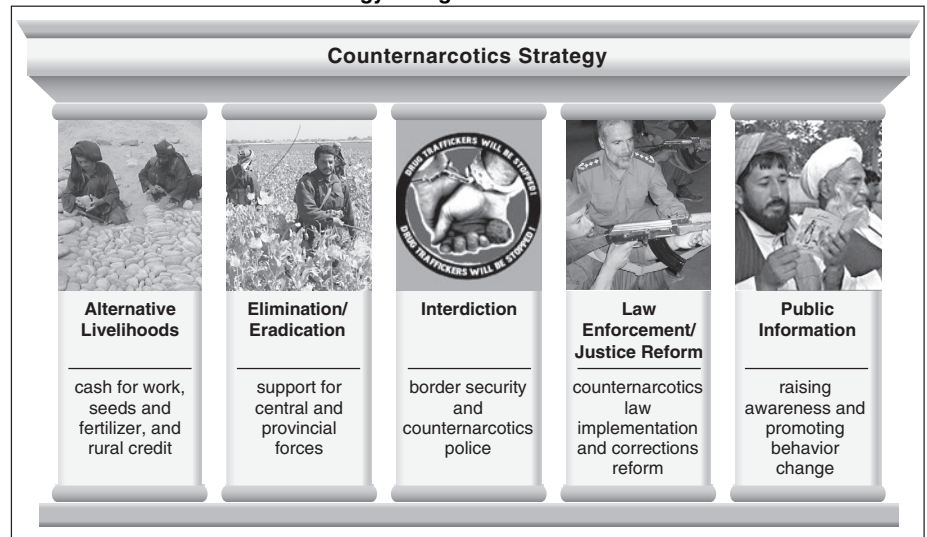 Counternarcotics Strategy
DRUG TRAFFICKERS WILL BE STOPPED!
DRUG TRAFFICKERS WILL BE STOPPED!
Alternative
Livelihoods
cash for work,
seeds and
fertilizer, and
rural credit
Elimination/
Eradication
support for
central and
provincial
forces
Interdiction
border security
and
counternarcotics
police
Law
Enforcement/
Justice Reform
counternarcotics
law
implementation
and corrections
reform
Public
Information
raising
awareness and
promoting
behavior
change